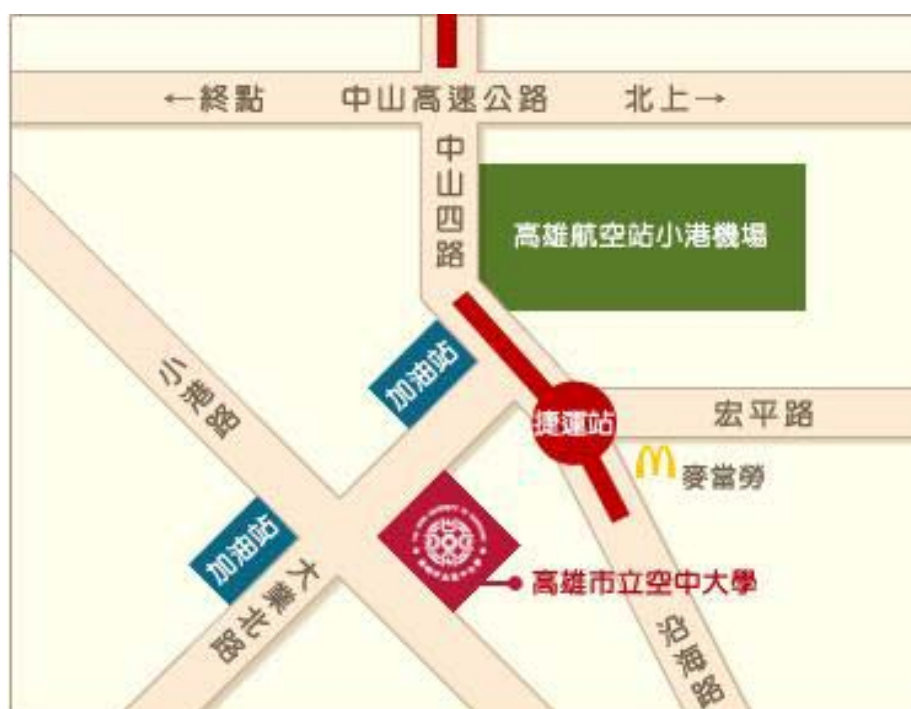 ←終點 中山高速公路 北上→
中山四路
高雄航空站小港機場
加油站
小港路
捷運站
宏平路
麥當勞
加油站
大業北路
高雄市立空中大學
沿海路